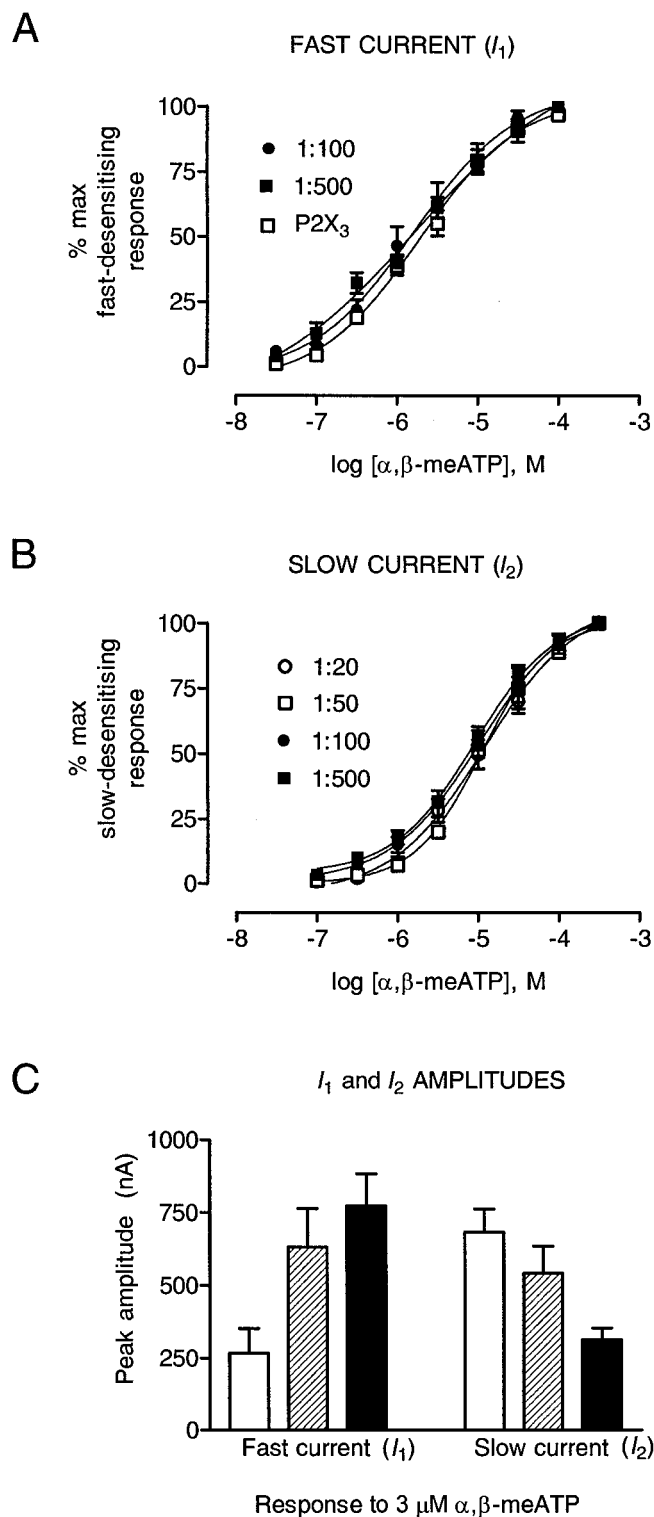 A
FAST CURRENT (I1)
% max
fast-desensitising
response
100
75
50
25
0
1:100
1:500
P2X3
-8 -7 -6 -5 -4 -3
log [α,β-meATP], M
B
SLOW CURRENT (I2)
% max
slow-desensitising
response
100
75
50
25
0
1:20
1:50
1:100
1:500
-8 -7 -6 -5 -4 -3
log [α,β-meATP], M
C
I1 and I2 AMPLITUDES
Peak amplitude (nA)
1000
750
500
250
0
Fast current (I1) Slow current (I2)
Response to 3 μM α,β-meATP